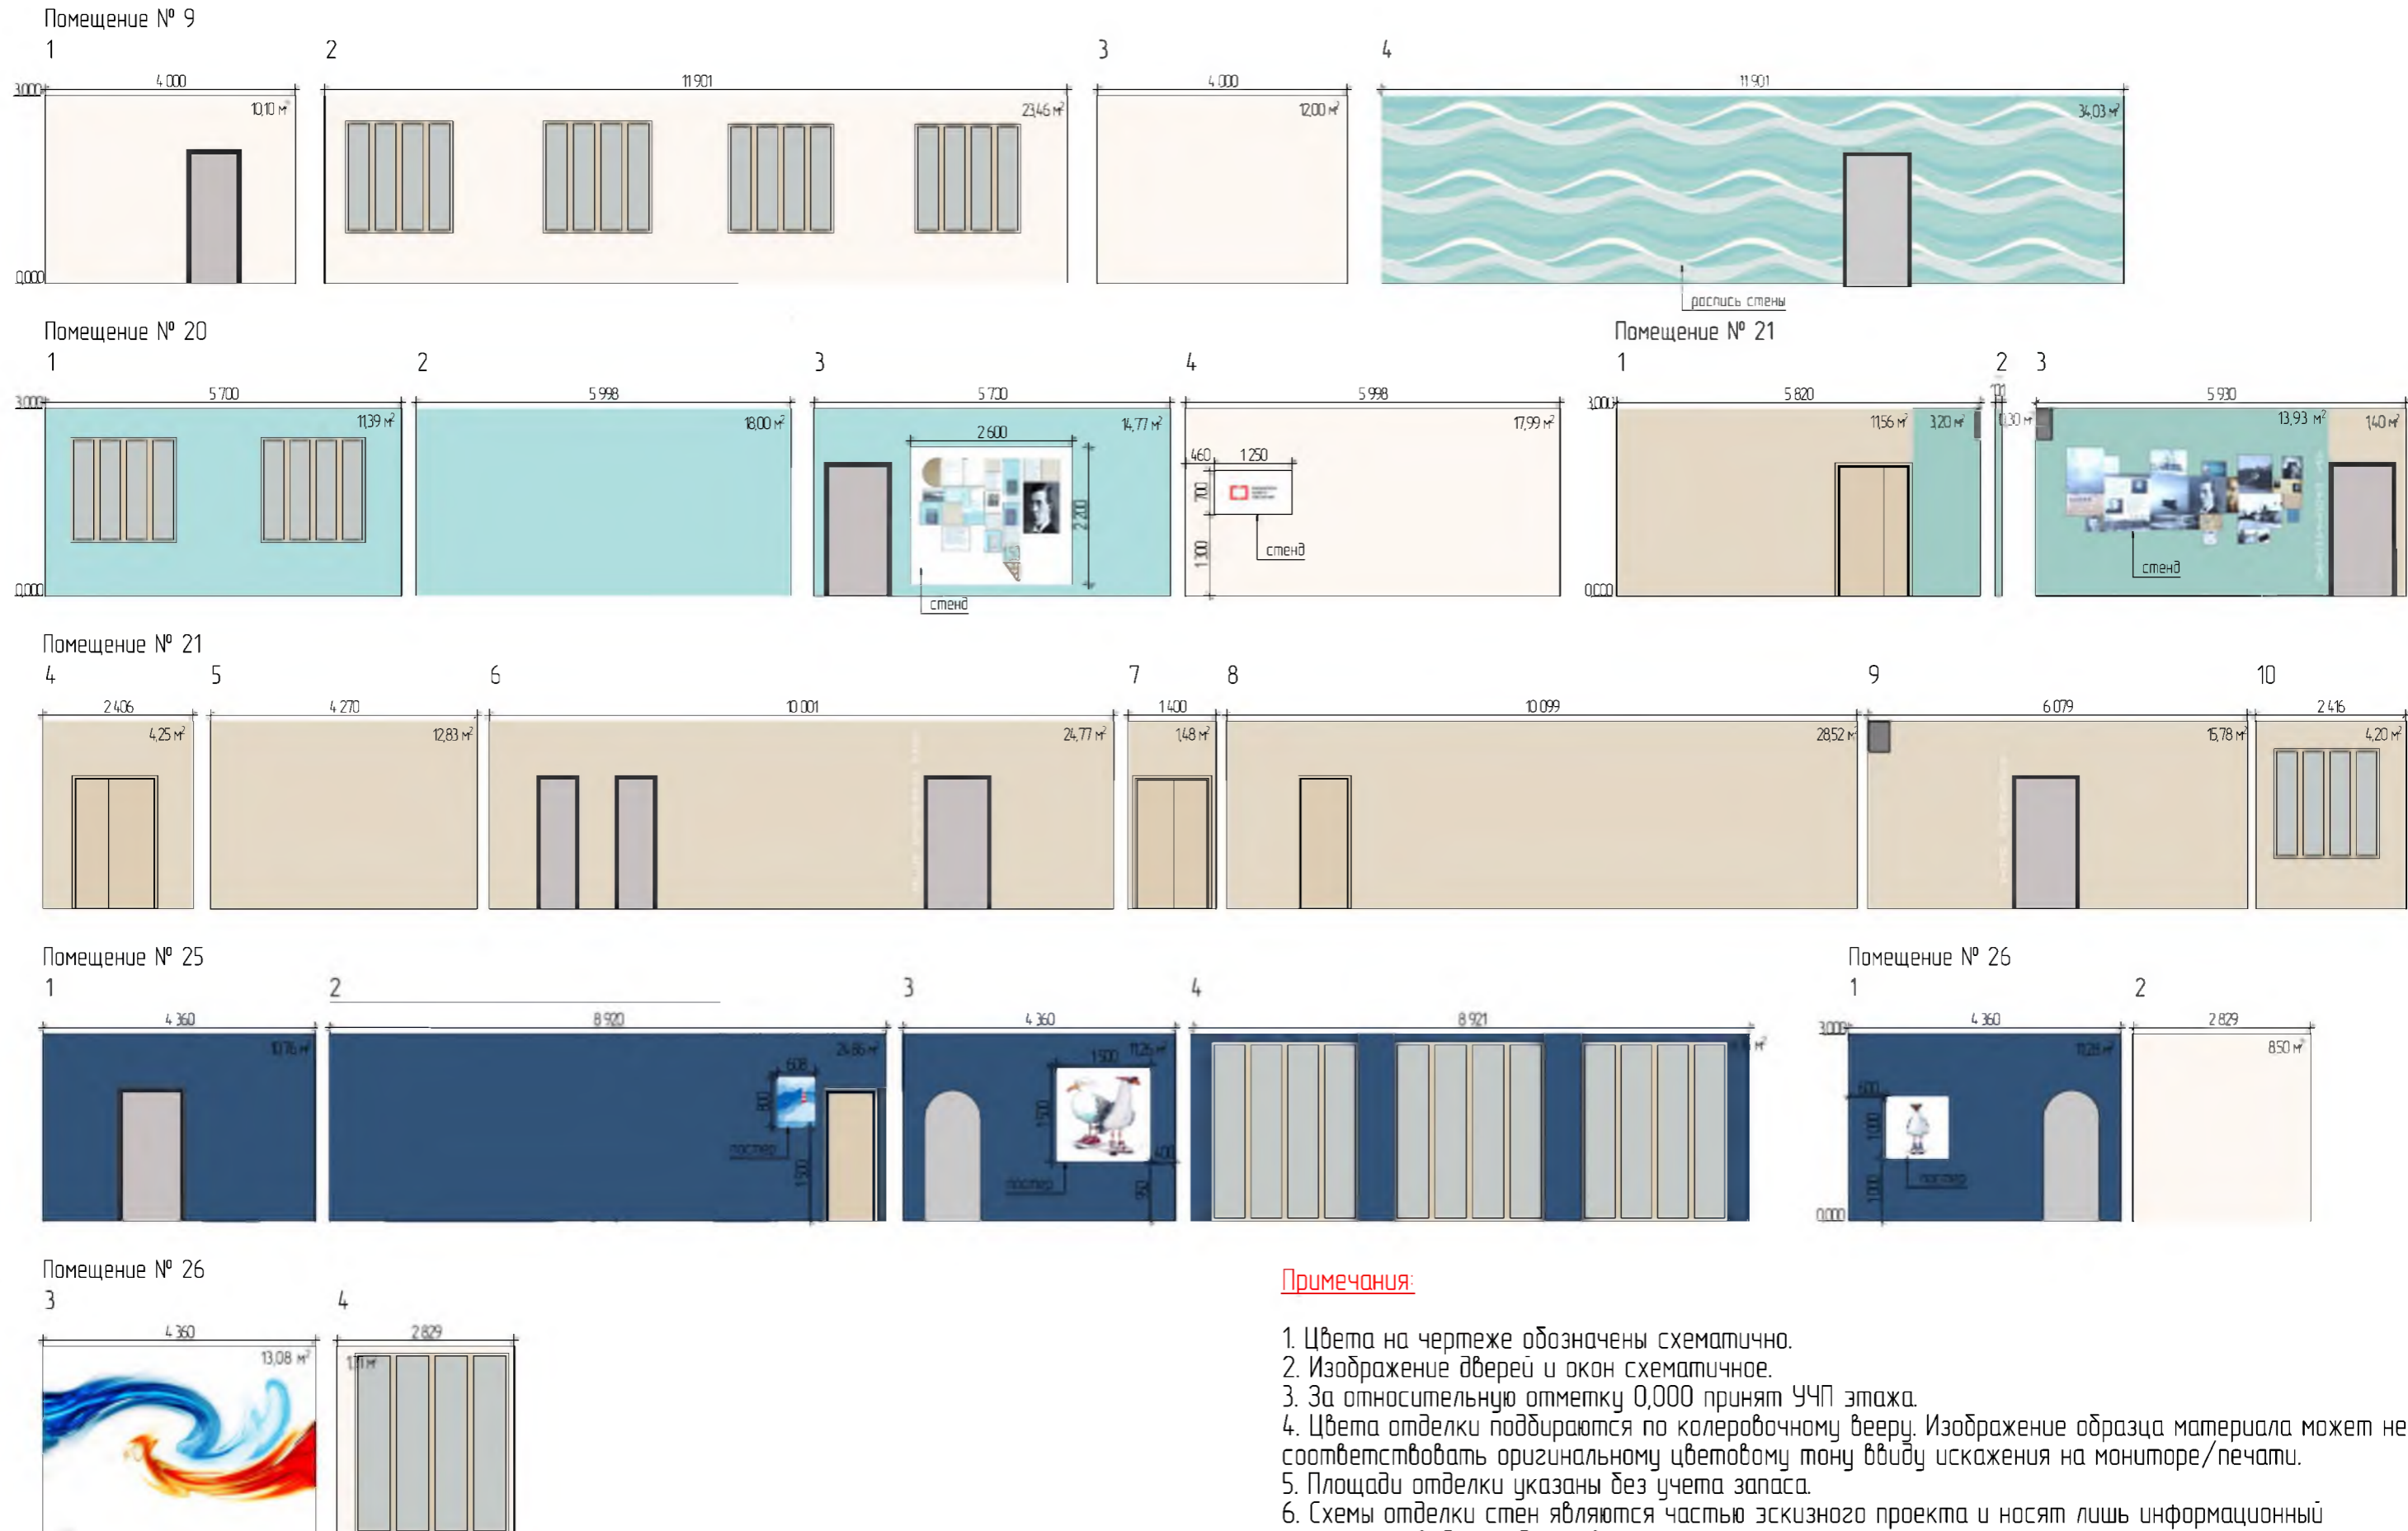 Помещение № 9
1 2 3 4
4 000 11 901 4 000 11 901
3,000
10,10 м² 23,46 м² 12,00 м² 34,03 м²
0,000
роспись стены
Помещение № 20 Помещение № 21
1 2 3 4 1 2 3
5 700 5 998 5 700 5 998 5 820 5 930
3,000 3,000
11,39 м² 18,00 м² 14,77 м² 17,99 м² 11,56 м² 3,20 м² 13,93 м² 1,40 м²
2 600
460 1 250
700
2 200
стенд стенд
1 300
0,000 0,000
стенд
Помещение № 21
4 5 6 7 8 9 10
2 406 4 270 10 001 1 400 10 099 6 079 2 416
4,25 м² 12,83 м² 24,77 м² 1,48 м² 28,52 м² 15,78 м² 4,20 м²
Помещение № 25 Помещение № 26
1 2 3 4 1 2
4 360 8 920 4 360 8 921 4 360 2 829
3,000
10,76 м² 24,86 м² 11,26 м² м² 11,28 м² 8,50 м²
608 1 500
800 1 500 600 1 000
постер 400
1 500 постер 950 постер 1 000
0,000
Помещение № 26
3 4
4 360 2 829
13,08 м² 1,71 м²
Примечания:
1. Цвета на чертеже обозначены схематично.
2. Изображение дверей и окон схематичное.
3. За относительную отметку 0,000 принят УЧП этажа.
4. Цвета отделки подбираются по колеровочному вееру. Изображение образца материала может не
соответствовать оригинальному цветовому тону ввиду искажения на мониторе/печати.
5. Площади отделки указаны без учета запаса.
6. Схемы отделки стен являются частью эскизного проекта и носят лишь информационный